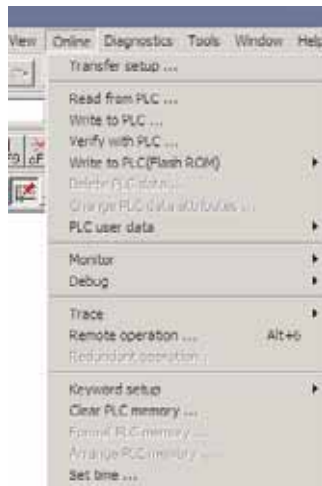 View Online Diagnostics Tools Window Help
Transfer setup ...
Read from PLC ...
Write to PLC ...
Verify with PLC ...
Write to PLC(Flash ROM)
F9
Delete PLC data ...
Change PLC data attributes ...
PLC user data
Monitor
Debug
Trace
Remote operation ... Alt+6
Redundant operation ...
Keyword setup
Clear PLC memory ...
Format PLC memory ...
Arrange PLC memory ...
Set time ...